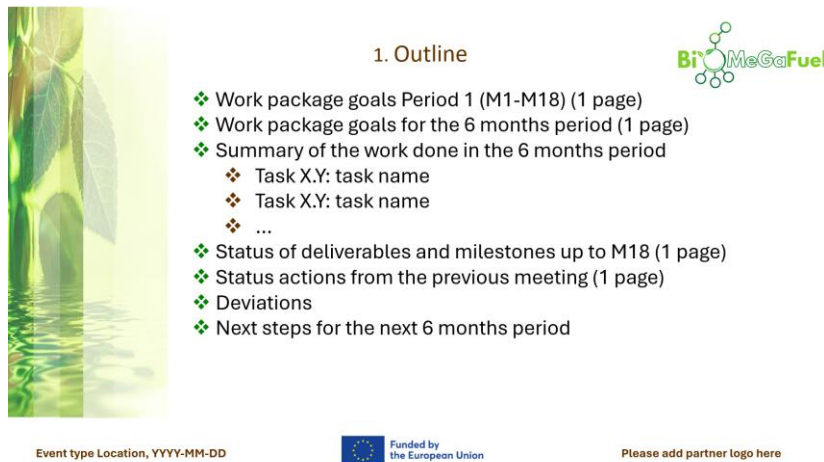 1. Outline
BiOMeGaFuel
Work package goals Period 1 (M1-M18) (1 page)
Work package goals for the 6 months period (1 page)
Summary of the work done in the 6 months period
Task X.Y: task name
Task X.Y: task name
...
Status of deliverables and milestones up to M18 (1 page)
Status actions from the previous meeting (1 page)
Deviations
Next steps for the next 6 months period
Event type Location, YYYY-MM-DD
Funded by
the European Union
Please add partner logo here